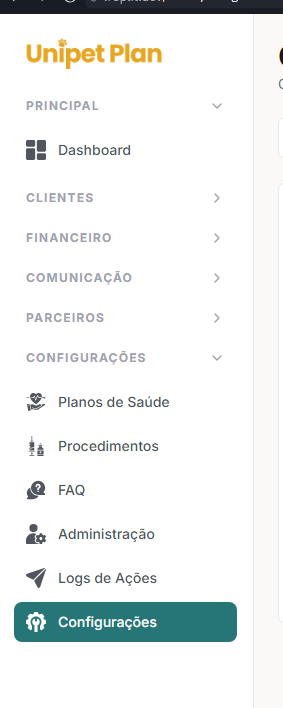 Unipet Plan
PRINCIPAL
Dashboard
CLIENTES
FINANCEIRO
COMUNICAÇÃO
PARCEIROS
CONFIGURAÇÕES
Planos de Saúde
Procedimentos
FAQ
Administração
Logs de Ações
Configurações